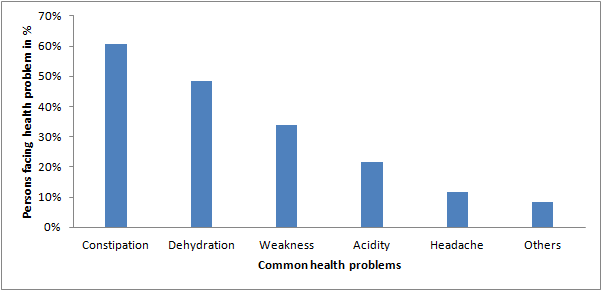 Persons facing health problem in %
70%
60%
50%
40%
30%
20%
10%
0%
Constipation Dehydration Weakness Acidity Headache Others
Common health problems